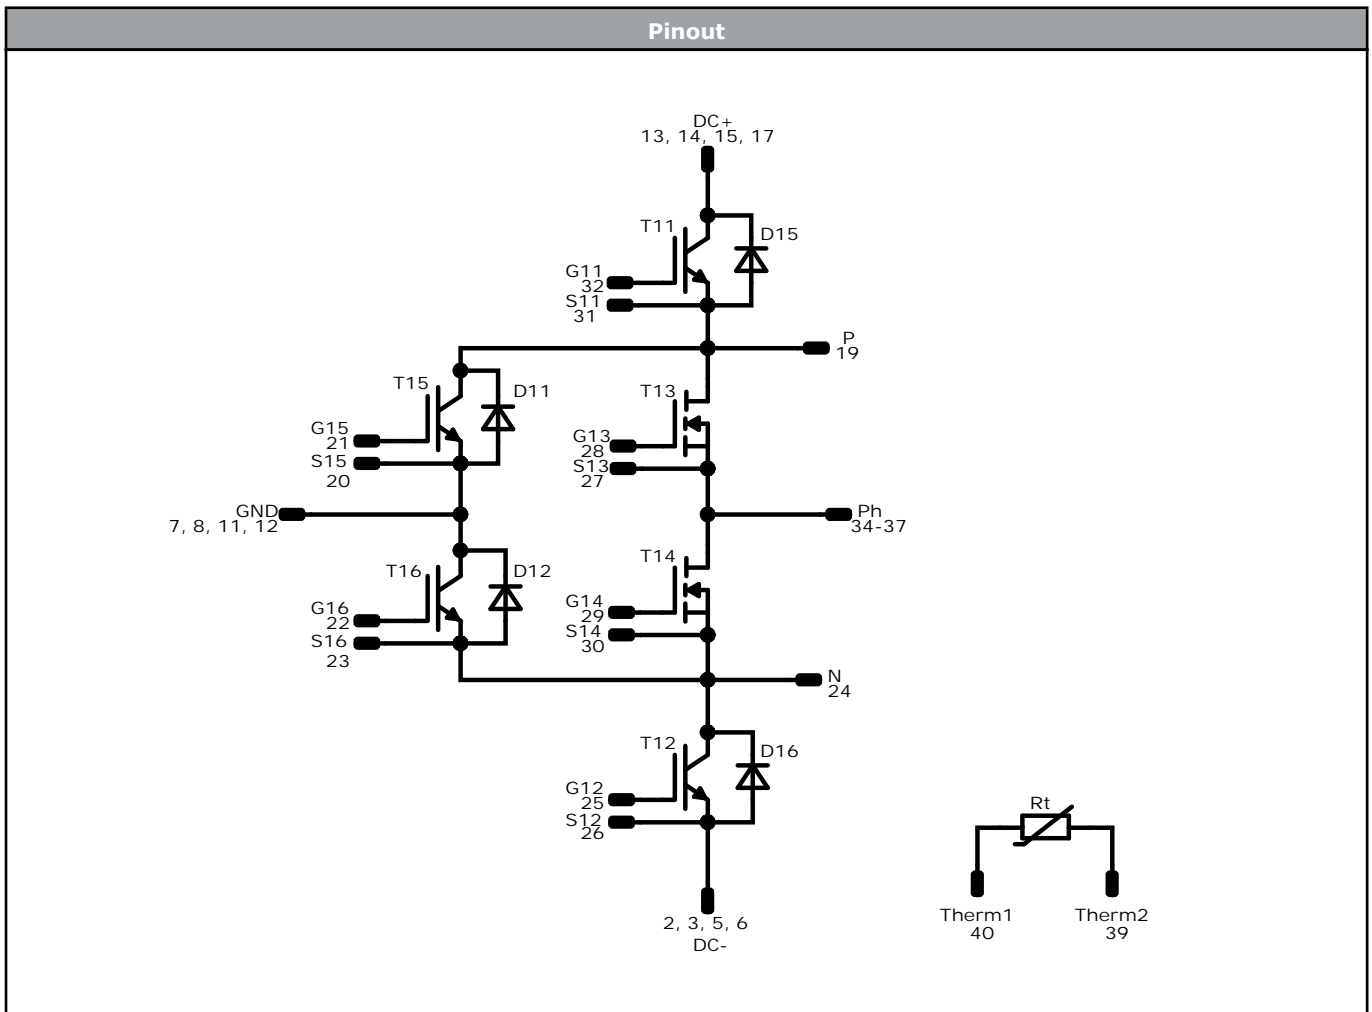 Pinout
DC+
13, 14, 15, 17
T11
D15
G11
32
S11
31
P
19
T15
D11
T13
G15
21
S15
20
G13
28
S13
27
GND
7, 8, 11, 12
Ph
34-37
T16
D12
T14
G16
22
S16
23
G14
29
S14
30
N
24
T12
D16
G12
25
S12
26
Rt
2, 3, 5, 6
DC-
Therm1
40
Therm2
39